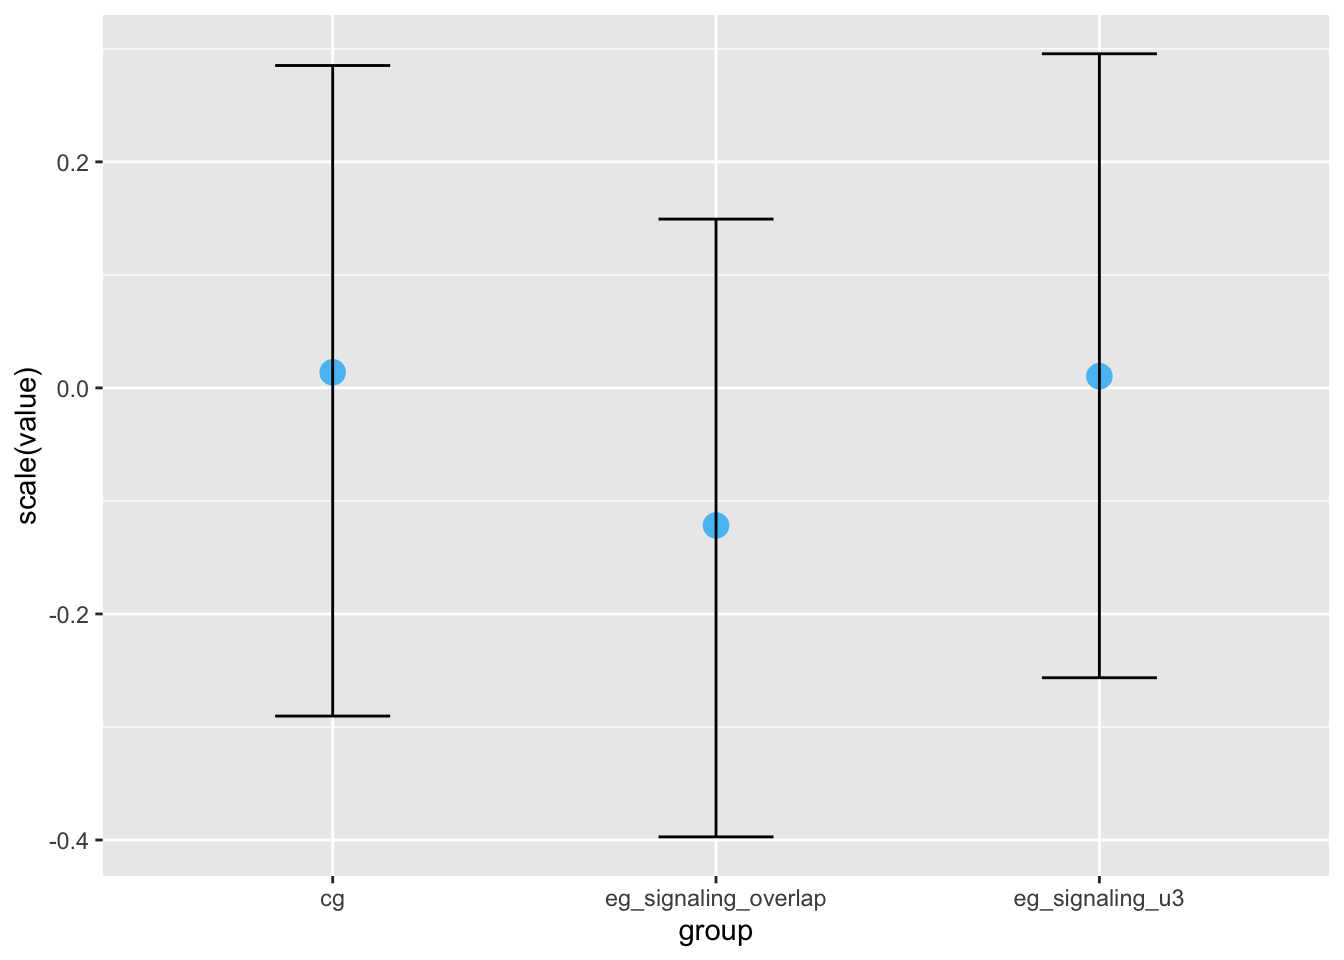 scale(value)
0.2
0.0
-0.2
-0.4
cg
eg_signaling_overlap
eg_signaling_u3
group